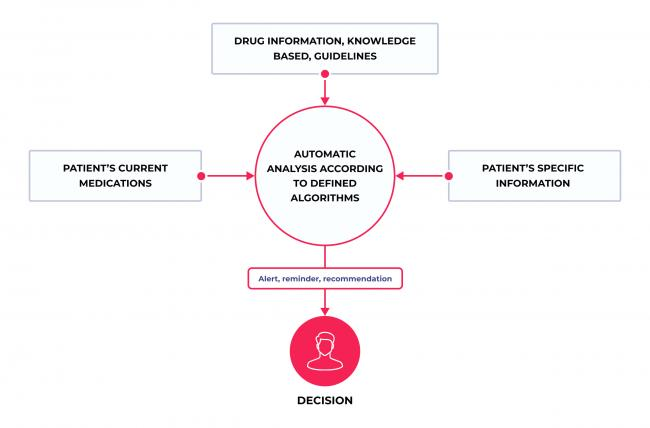 DRUG INFORMATION, KNOWLEDGE
BASED, GUIDELINES
PATIENT'S CURRENT
MEDICATIONS
AUTOMATIC
ANALYSIS ACCORDING
TO DEFINED
ALGORITHMS
PATIENT'S SPECIFIC
INFORMATION
Alert, reminder, recommendation
DECISION